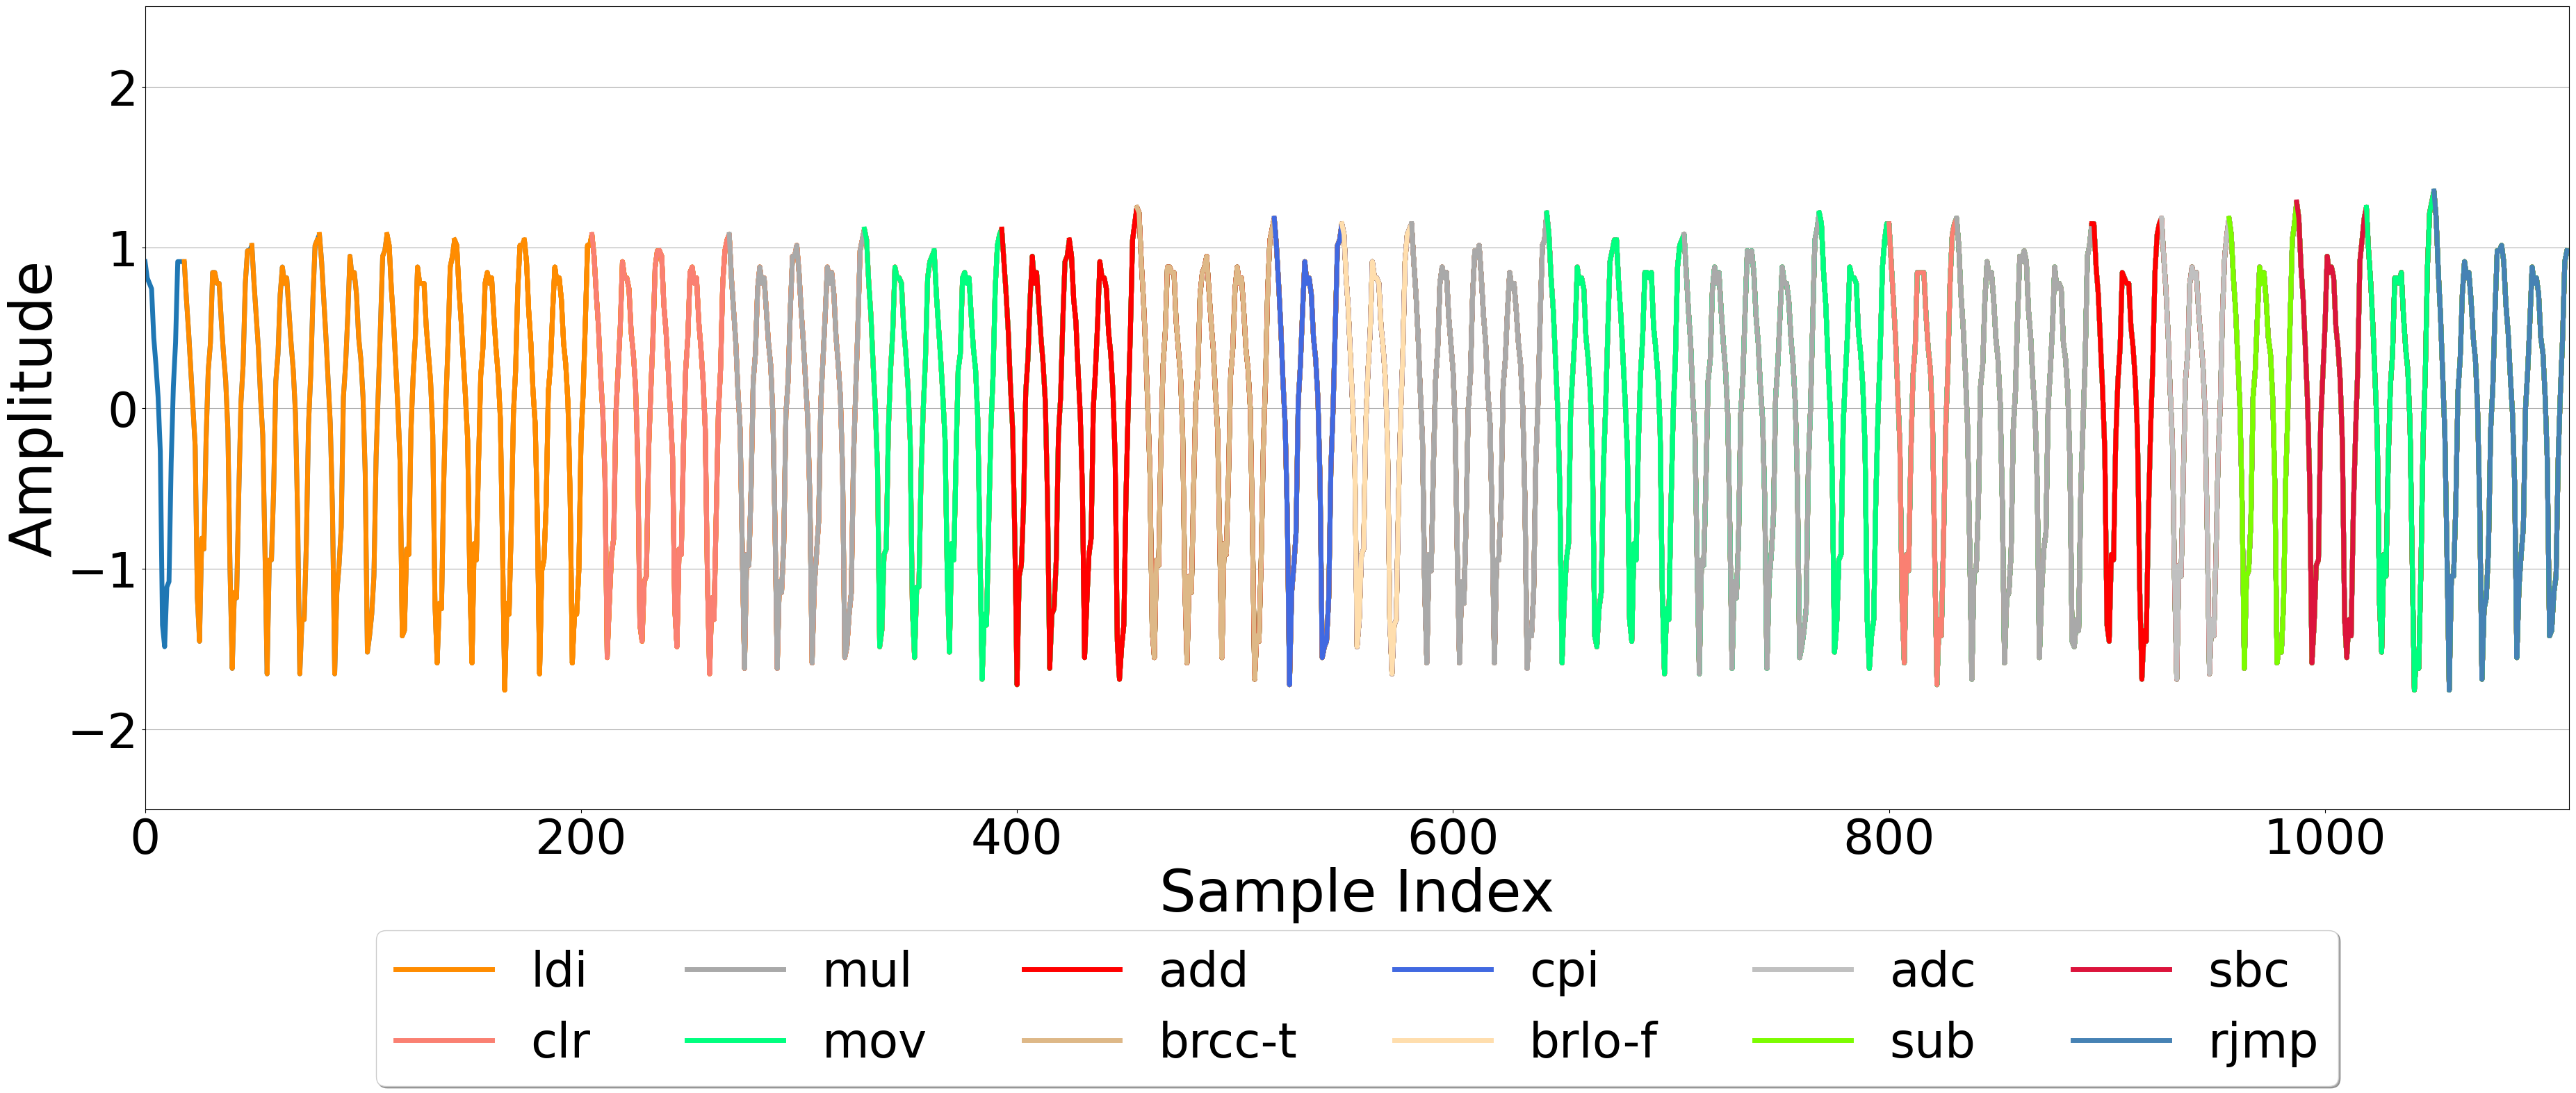 2
1
0
−1
−2
Amplitude
0 200 400 600 800 1000
Sample Index
ldi mul add cpi adc sbc
clr mov brcc-t brlo-f sub rjmp